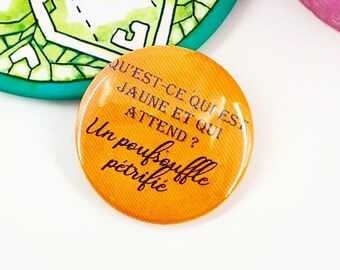 QU'EST-CE QUI EST
JAUNE ET QUI
ATTEND ?
Un poufsouffle
pétrifié